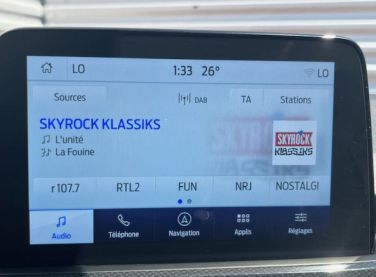 LO 1:33 26° LO
Sources DAB TA Stations
SKYROCK KLASSIKS
L'unité
La Fouine
SKYROCK
KLASSIKS
r107.7 RTL2 FUN NRJ NOSTALGI
Audio Téléphone Navigation Applis Réglages